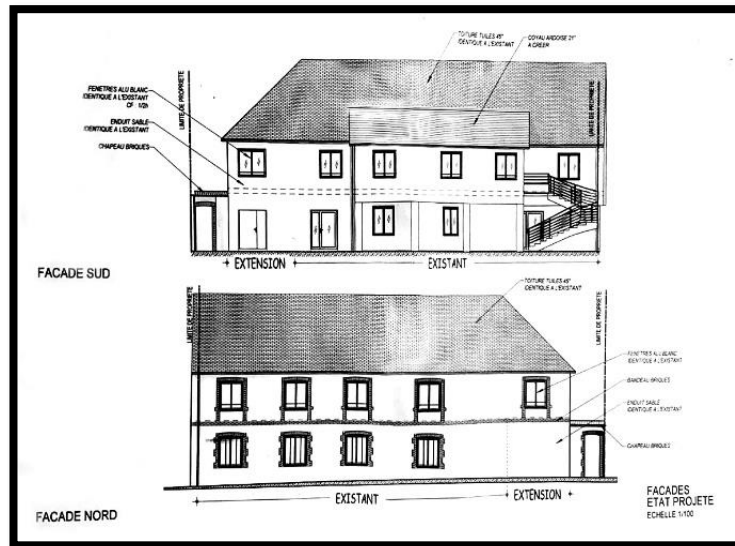 TOITURE TUILES 45°
IDENTIQUE A L'EXISTANT
COYAU ARDOISE 21°
A CREER
FENETRES ALU BLANC
IDENTIQUE A L'EXISTANT
CF : 1/2h
ENDUIT SABLE
IDENTIQUE A L'EXISTANT
CHAPEAU BRIQUES
LIMITE DE PROPRIETE
LIMITE DE PROPRIETE
EXTENSION
EXISTANT
FACADE SUD
TOITURE TUILES 45°
IDENTIQUE A L'EXISTANT
LIMITE DE PROPRIETE
LIMITE DE PROPRIETE
FENETRES ALU BLANC
IDENTIQUE A L'EXISTANT
BANDEAU BRIQUES
ENDUIT SABLE
IDENTIQUE A L'EXISTANT
CHAPEAU BRIQUES
EXISTANT
EXTENSION
FACADE NORD
FACADES
ETAT PROJETE
ECHELLE 1/100